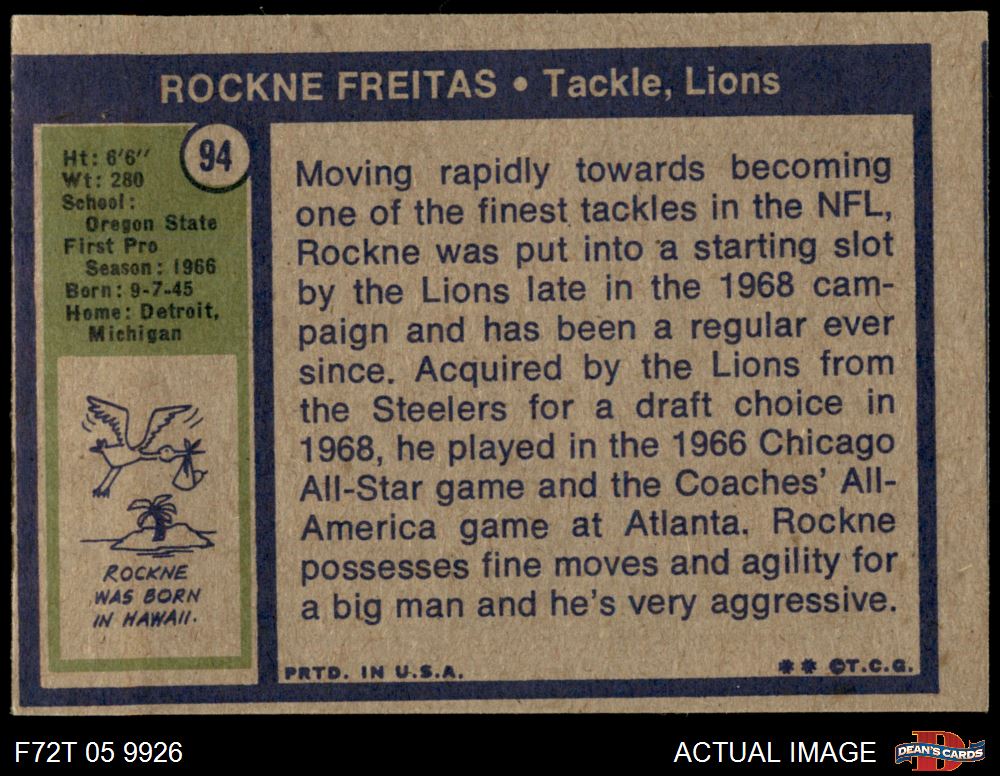 ROCKNE FREITAS • Tackle, Lions
94
Ht: 6'6''
Wt: 280
School:
Oregon State
First Pro
Season: 1966
Born: 9-7-45
Home: Detroit,
Michigan
ROCKNE
WAS BORN
IN HAWAII.
Moving rapidly towards becoming
one of the finest tackles in the NFL,
Rockne was put into a starting slot
by the Lions late in the 1968 cam-
paign and has been a regular ever
since. Acquired by the Lions from
the Steelers for a draft choice in
1968, he played in the 1966 Chicago
All-Star game and the Coaches' All-
America game at Atlanta. Rockne
possesses fine moves and agility for
a big man and he's very aggressive.
PRTD. IN U.S.A.
** ©T.C.G.
F72T 05 9926
ACTUAL IMAGE
D
DEAN'S CARDS